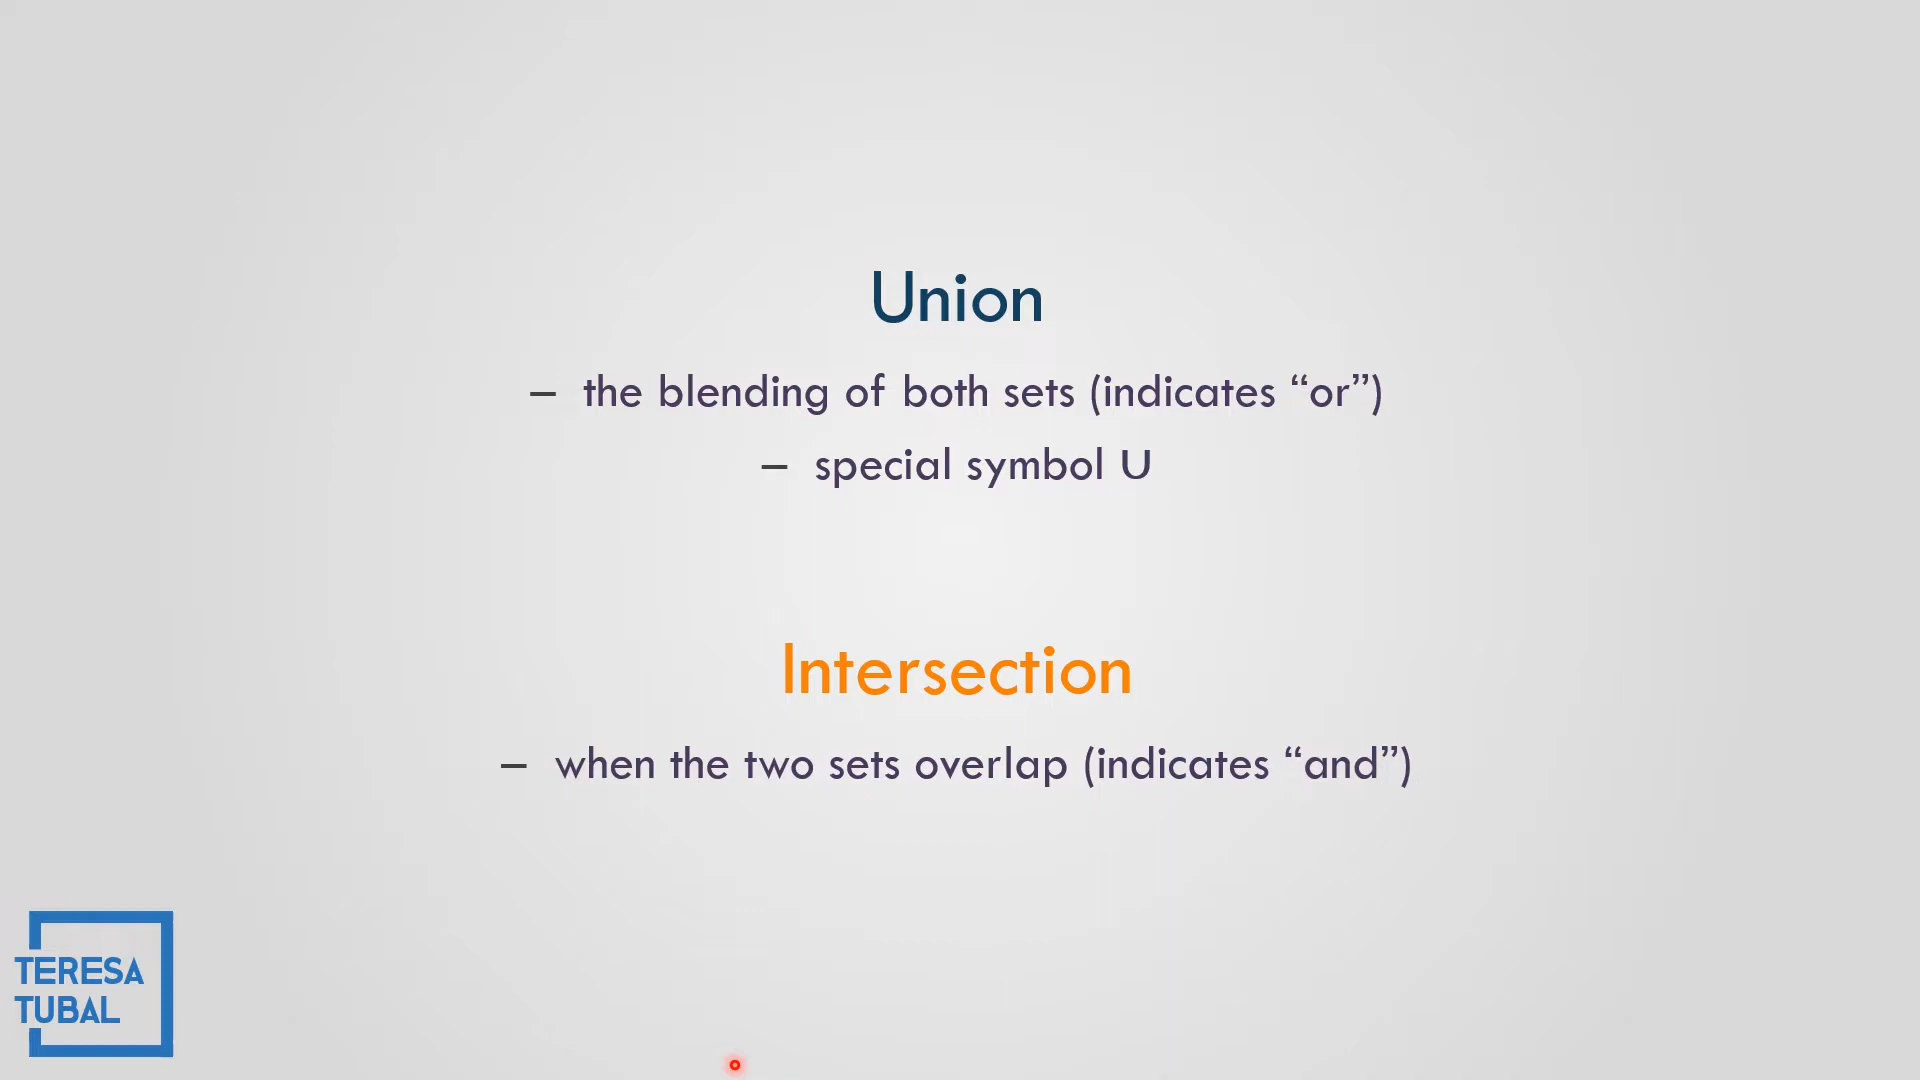 Union
– the blending of both sets (indicates “or”)
– special symbol U
Intersection
– when the two sets overlap (indicates “and”)
TERESA
TUBAL